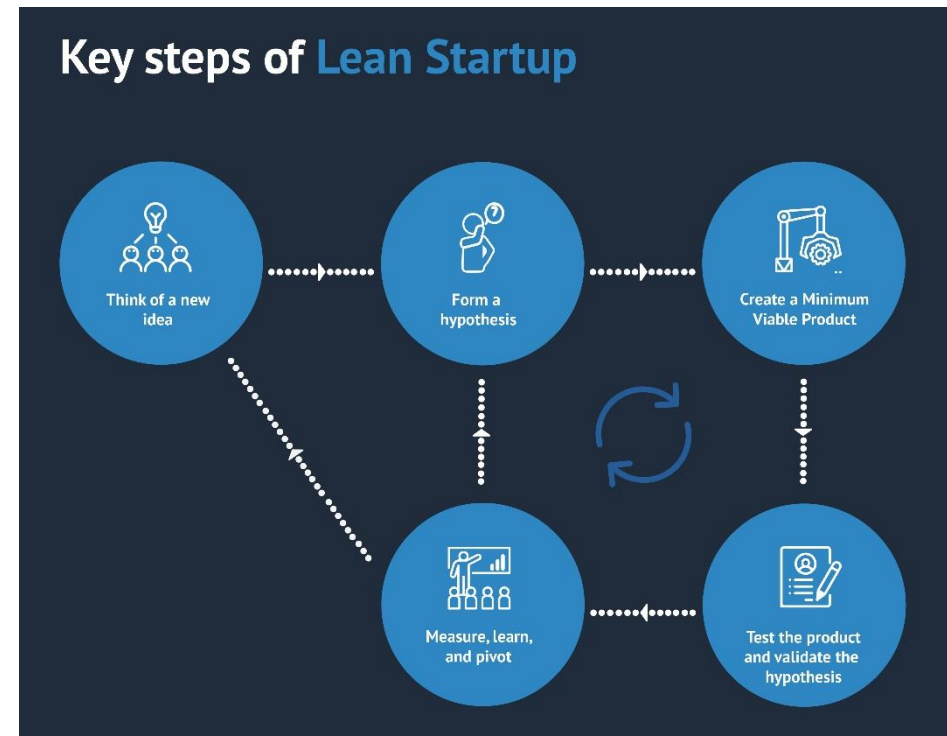 Key steps of Lean Startup
Think of a new
idea
Form a
hypothesis
?
Create a Minimum
Viable Product
Measure, learn,
and pivot
Test the product
and validate the
hypothesis